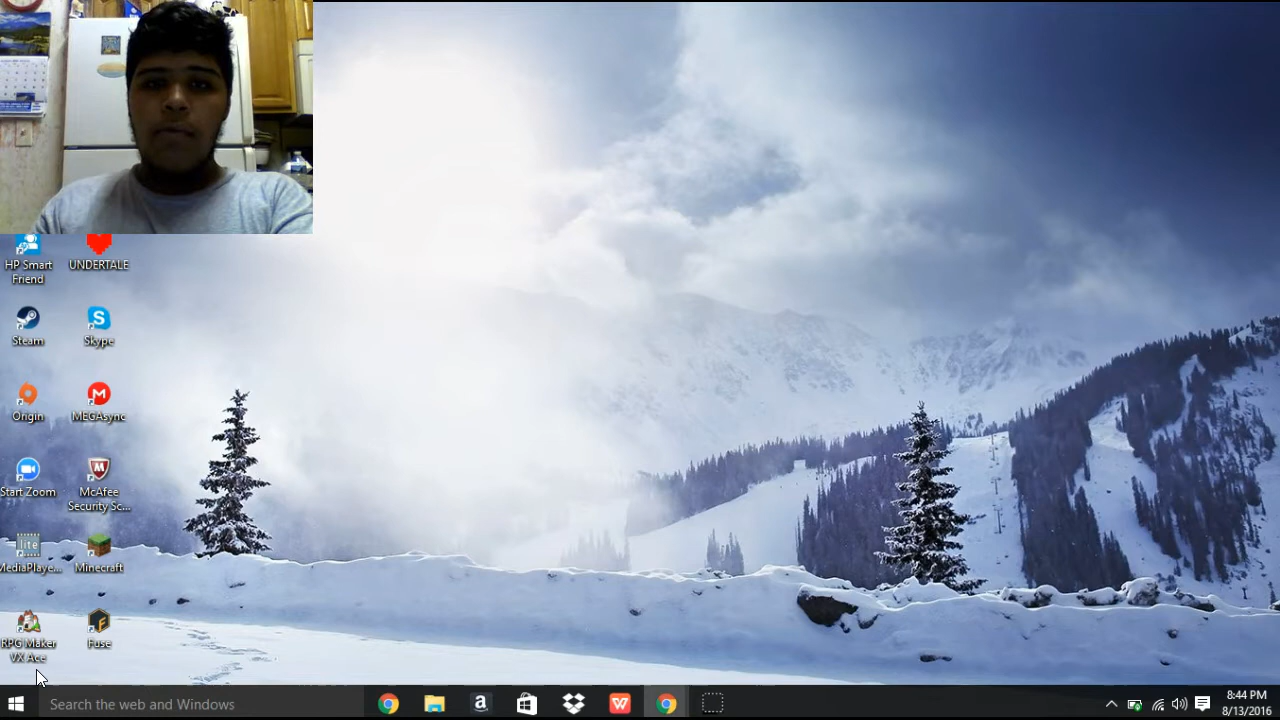 HP Smart
Friend
UNDERTALE
Steam
Skype
Origin
MEGAsync
Start Zoom
McAfee
Security Sc...
lite
MediaPlaye...
Minecraft
RPG Maker
VX Ace
Fuse
Search the web and Windows
8:44 PM
8/13/2016